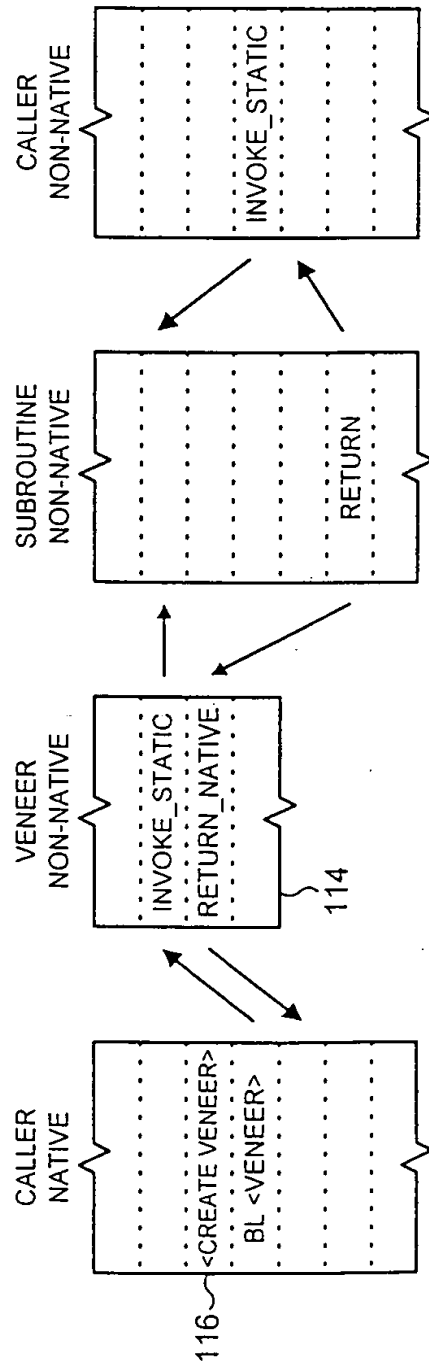 CALLER
NATIVE
116
<CREATE VENEER>
BL <VENEER>
VENEER
NON-NATIVE
INVOKE_STATIC
RETURN_NATIVE
114
SUBROUTINE
NON-NATIVE
RETURN
CALLER
NON-NATIVE
INVOKE_STATIC